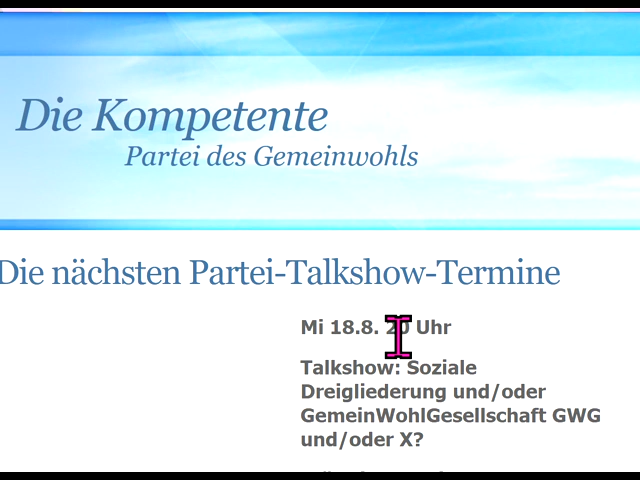 Die Kompetente
Partei des Gemeinwohls
Die nächsten Partei-Talkshow-Termine
Mi 18.8. 20 Uhr
Talkshow: Soziale
Dreigliederung und/oder
GemeinWohlGesellschaft GWG
und/oder X?